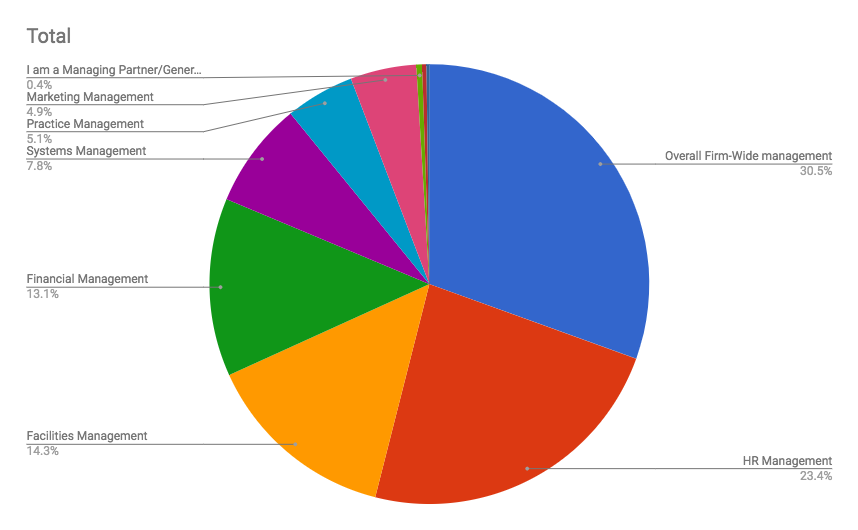 Total
I am a Managing Partner/Gener...
0.4%
Marketing Management
4.9%
Practice Management
5.1%
Systems Management
7.8%
Financial Management
13.1%
Facilities Management
14.3%
Overall Firm-Wide management
30.5%
HR Management
23.4%